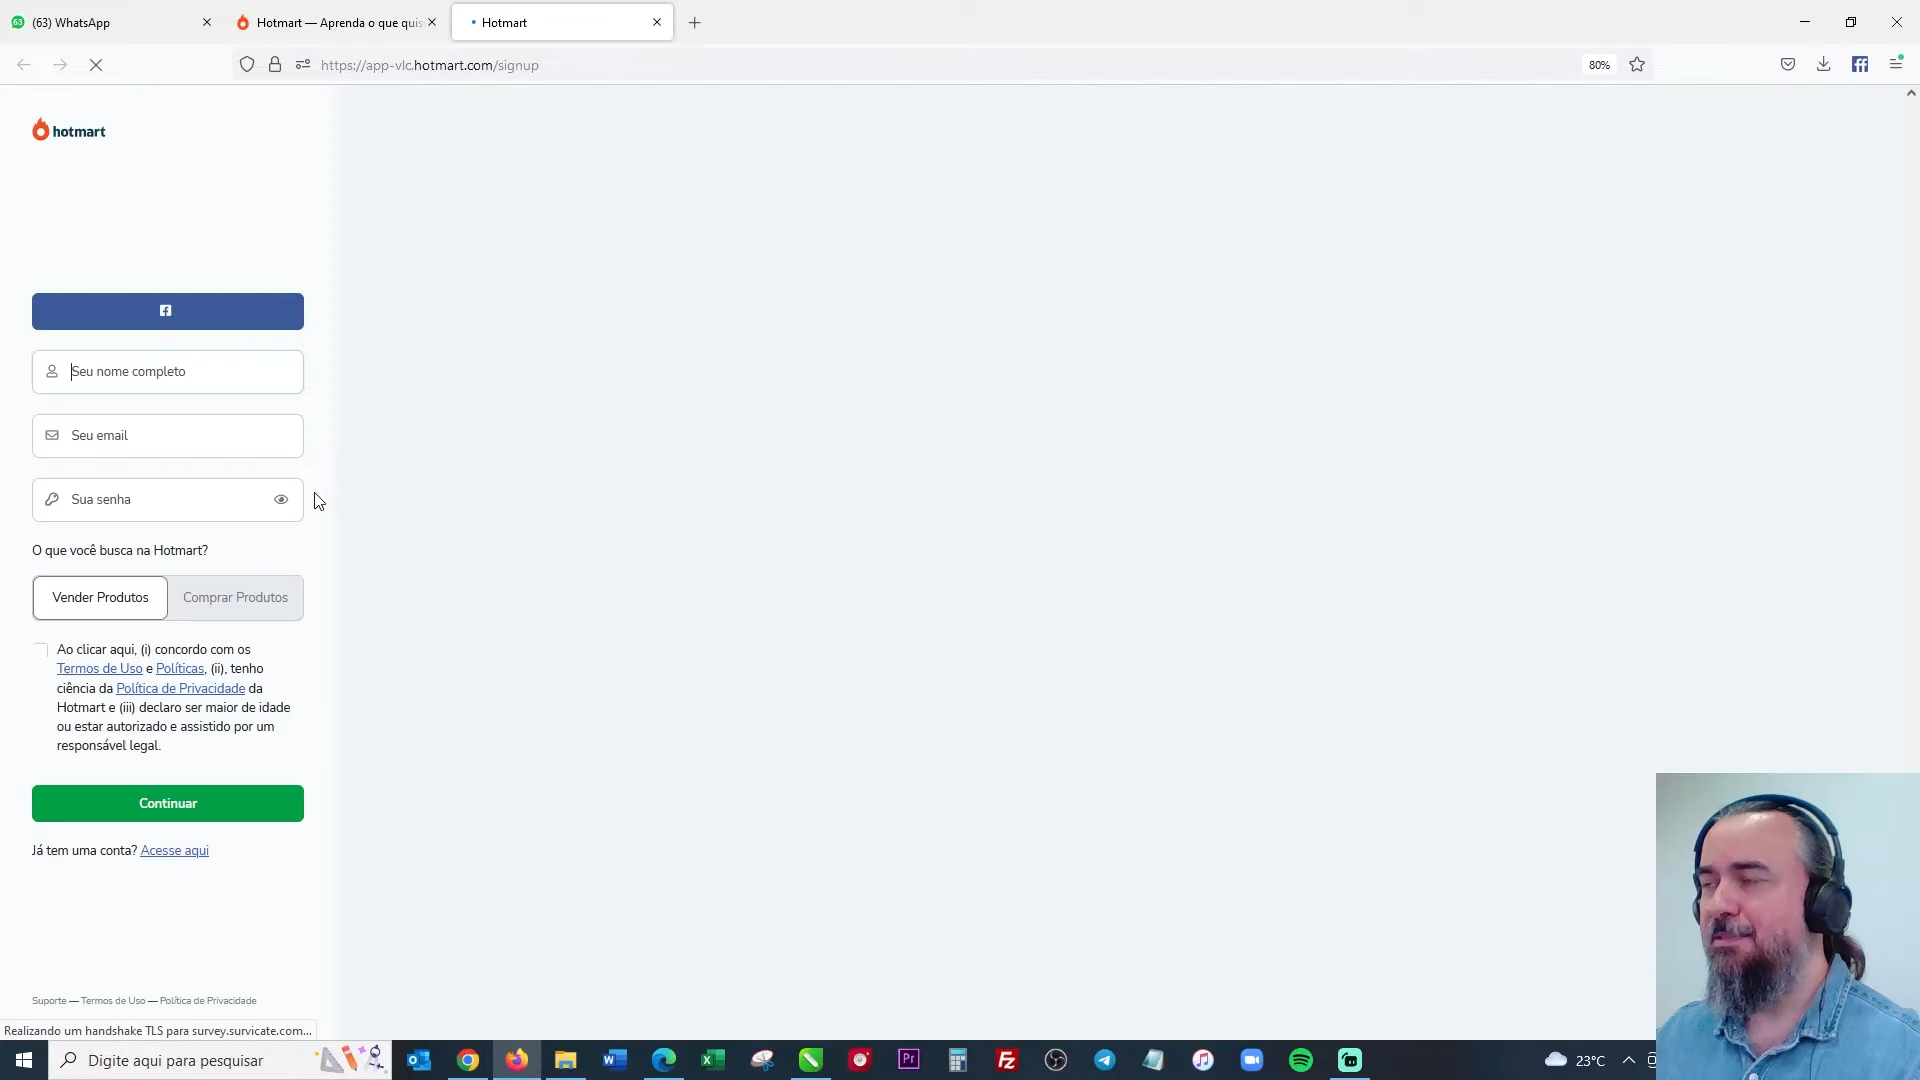 (63) WhatsApp
Hotmart — Aprenda o que quis
Hotmart
https://app-vlc.hotmart.com/signup
80%
hotmart
Seu nome completo
Seu email
Sua senha
O que você busca na Hotmart?
Vender Produtos
Comprar Produtos
Ao clicar aqui, (i) concordo com os
Termos de Uso e Políticas, (ii), tenho
ciência da Política de Privacidade da
Hotmart e (iii) declaro ser maior de idade
ou estar autorizado e assistido por um
responsável legal.
Continuar
Já tem uma conta? Acesse aqui
Suporte — Termos de Uso — Política de Privacidade
Realizando um handshake TLS para survey.survicate.com...
Digite aqui para pesquisar
23°C